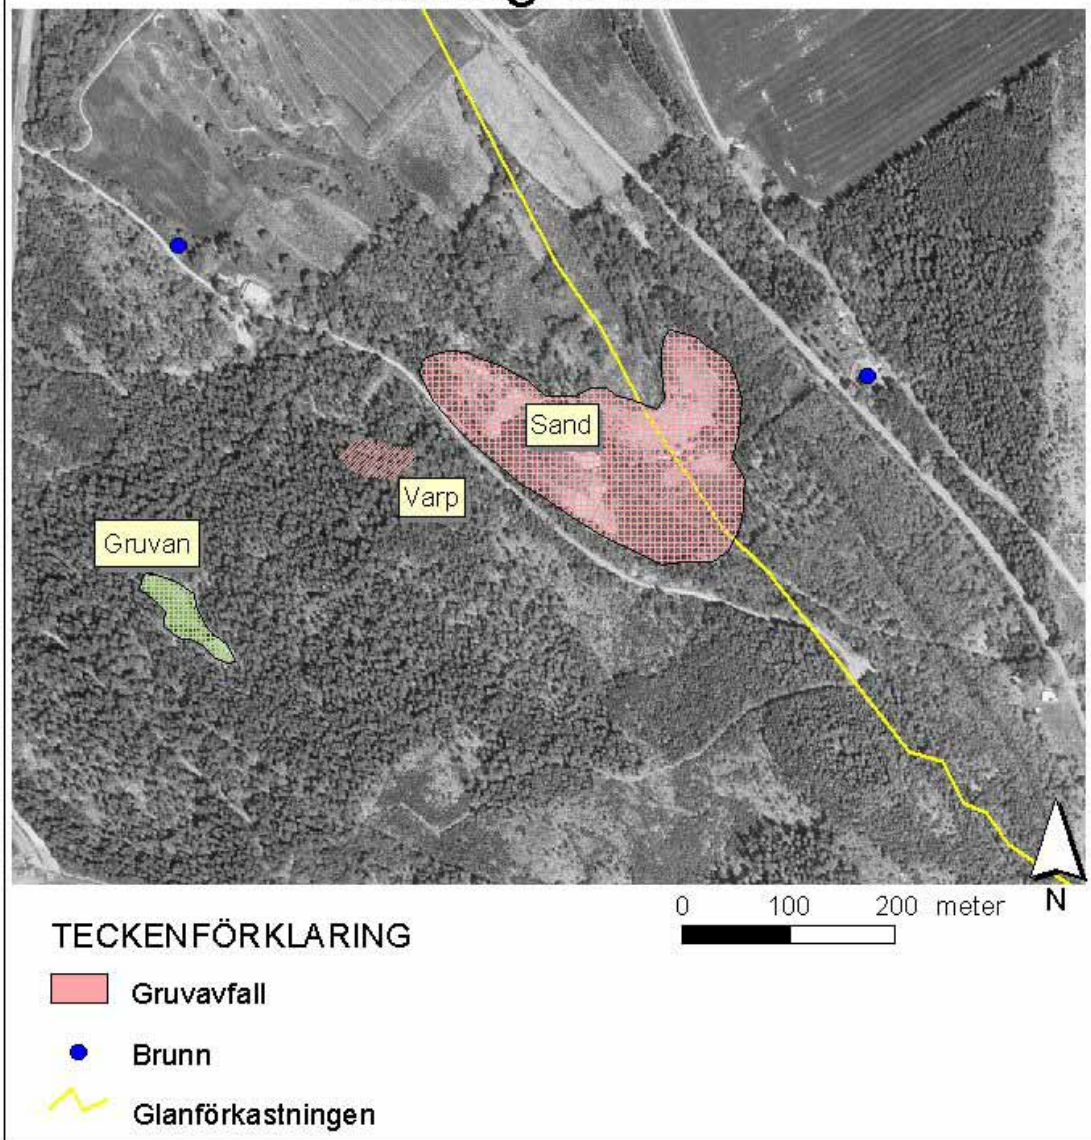 Sand
Varp
Gruvan
0 100 200 meter
N
TECKENFÖRKLARING
Gruvavfall
Brunn
Glanförkastningen